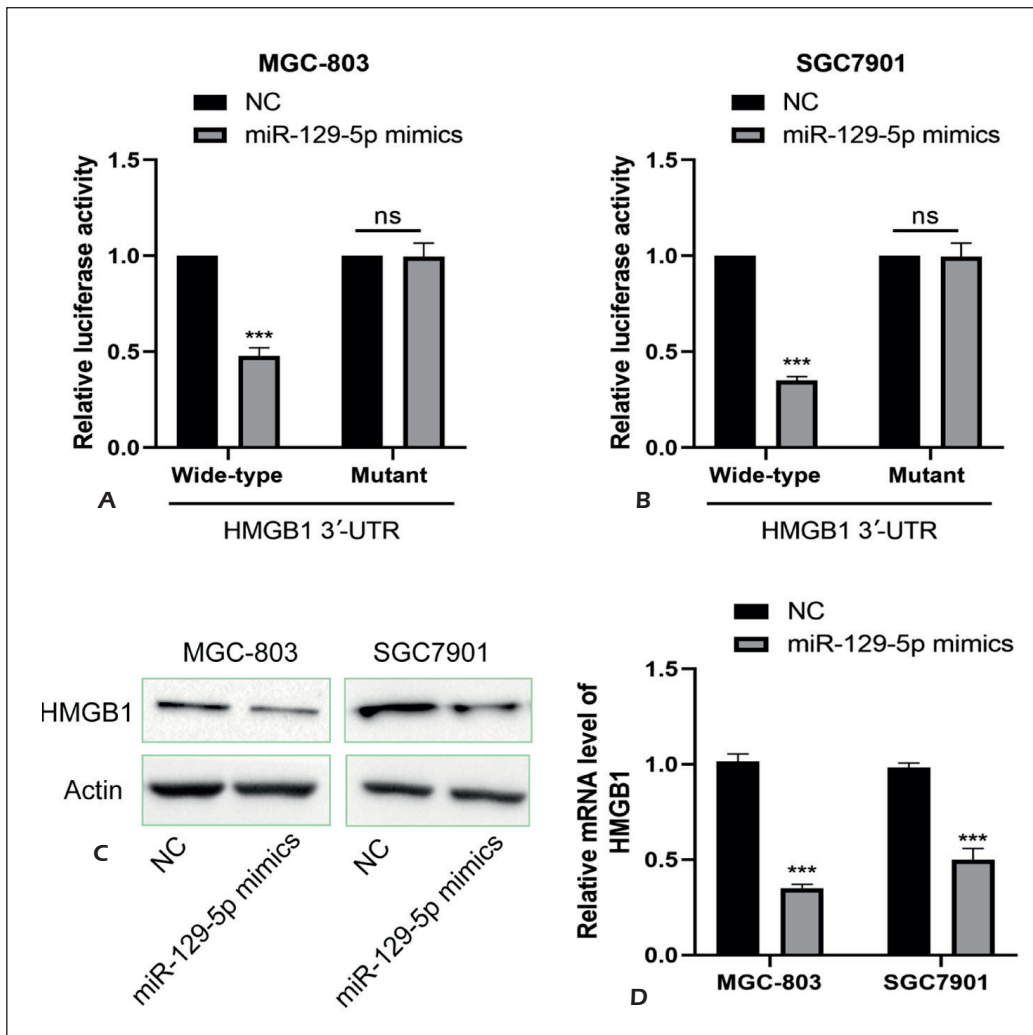 MGC-803
NC
miR-129-5p mimics
Relative luciferase activity
1.5
1.0
0.5
0.0
***
ns
Wide-type Mutant
HMGB1 3′-UTR
A
SGC7901
NC
miR-129-5p mimics
Relative luciferase activity
1.5
1.0
0.5
0.0
***
ns
Wide-type Mutant
HMGB1 3′-UTR
B
MGC-803 SGC7901
HMGB1
Actin
NC
miR-129-5p mimics
NC
miR-129-5p mimics
C
NC
miR-129-5p mimics
Relative mRNA level of
HMGB1
1.5
1.0
0.5
0.0
***
***
MGC-803 SGC7901
D